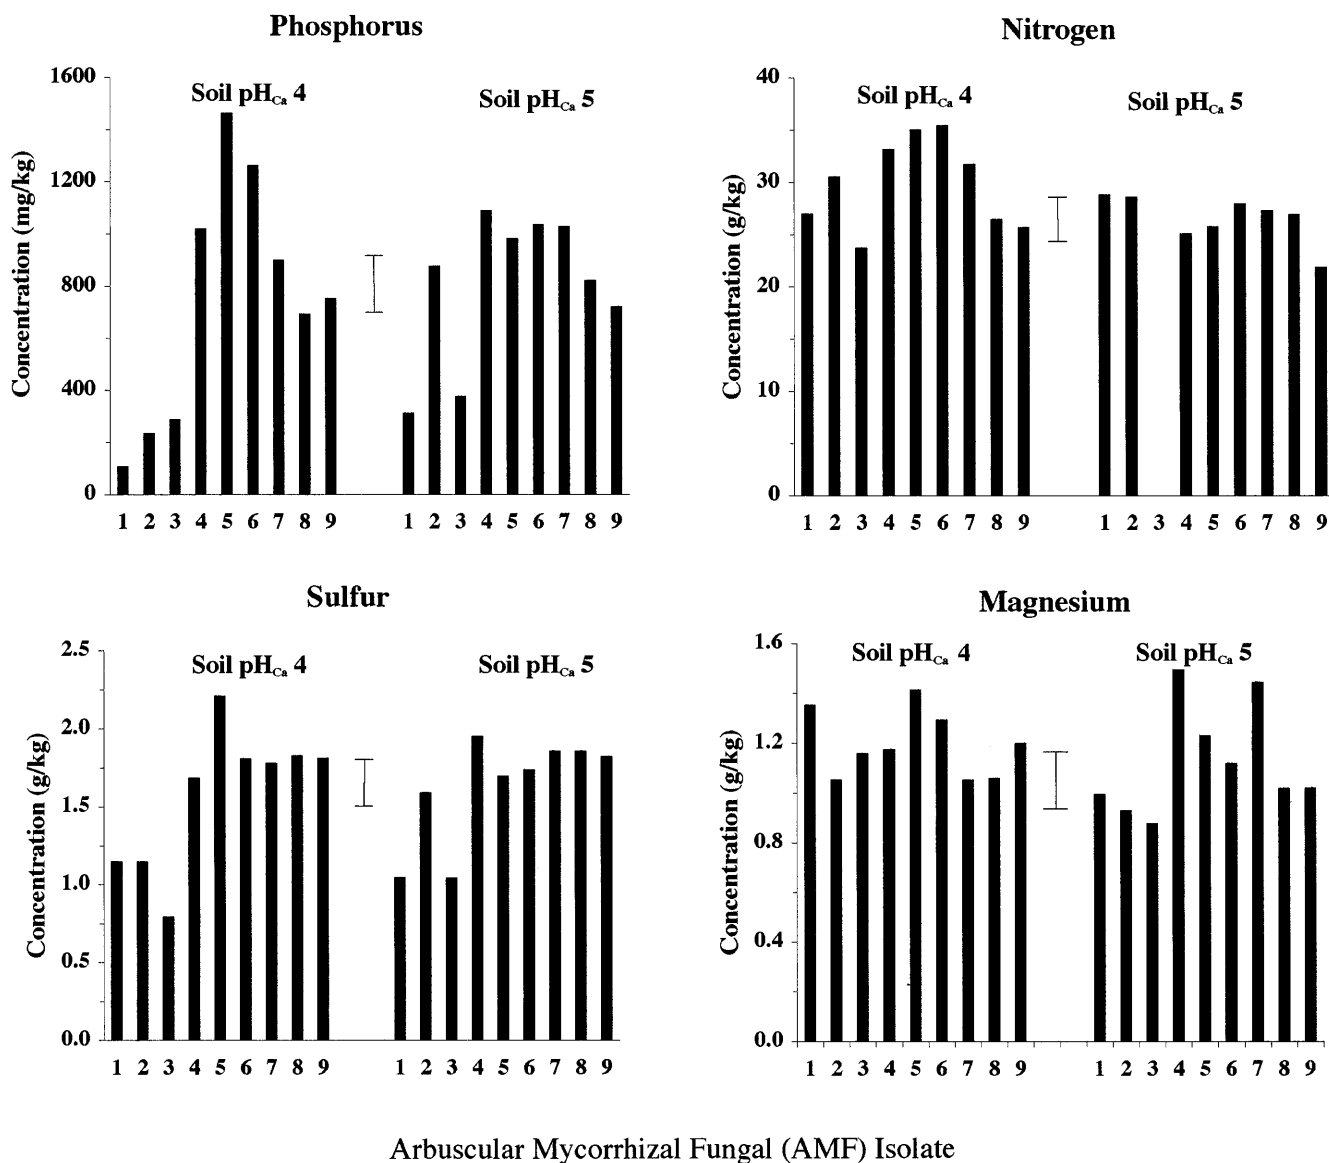 Phosphorus
Concentration (mg/kg)
1600
1200
800
400
0
Soil pHCa 4
Soil pHCa 5
1 2 3 4 5 6 7 8 9
1 2 3 4 5 6 7 8 9
Nitrogen
Concentration (g/kg)
40
30
20
10
0
Soil pHCa 4
Soil pHCa 5
1 2 3 4 5 6 7 8 9
1 2 3 4 5 6 7 8 9
Sulfur
Concentration (g/kg)
2.5
2.0
1.5
1.0
0.5
0.0
Soil pHCa 4
Soil pHCa 5
1 2 3 4 5 6 7 8 9
1 2 3 4 5 6 7 8 9
Magnesium
Concentration (g/kg)
1.6
1.2
0.8
0.4
0.0
Soil pHCa 4
Soil pHCa 5
1 2 3 4 5 6 7 8 9
1 2 3 4 5 6 7 8 9
Arbuscular Mycorrhizal Fungal (AMF) Isolate